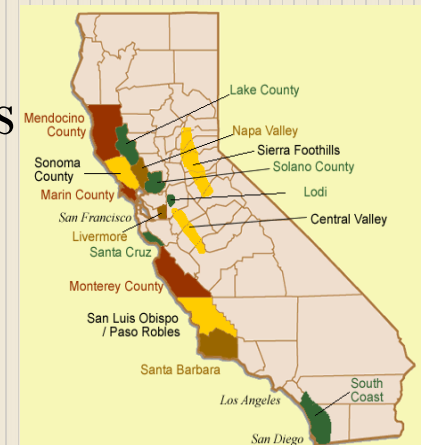 s
Lake County
Mendocino
County
Napa Valley
Sierra Foothills
Sonoma
County
Solano County
Marin County
Lodi
San Francisco
Central Valley
Livermore
Santa Cruz
Monterey County
San Luis Obispo
/ Paso Robles
Santa Barbara
South
Coast
Los Angeles
San Diego